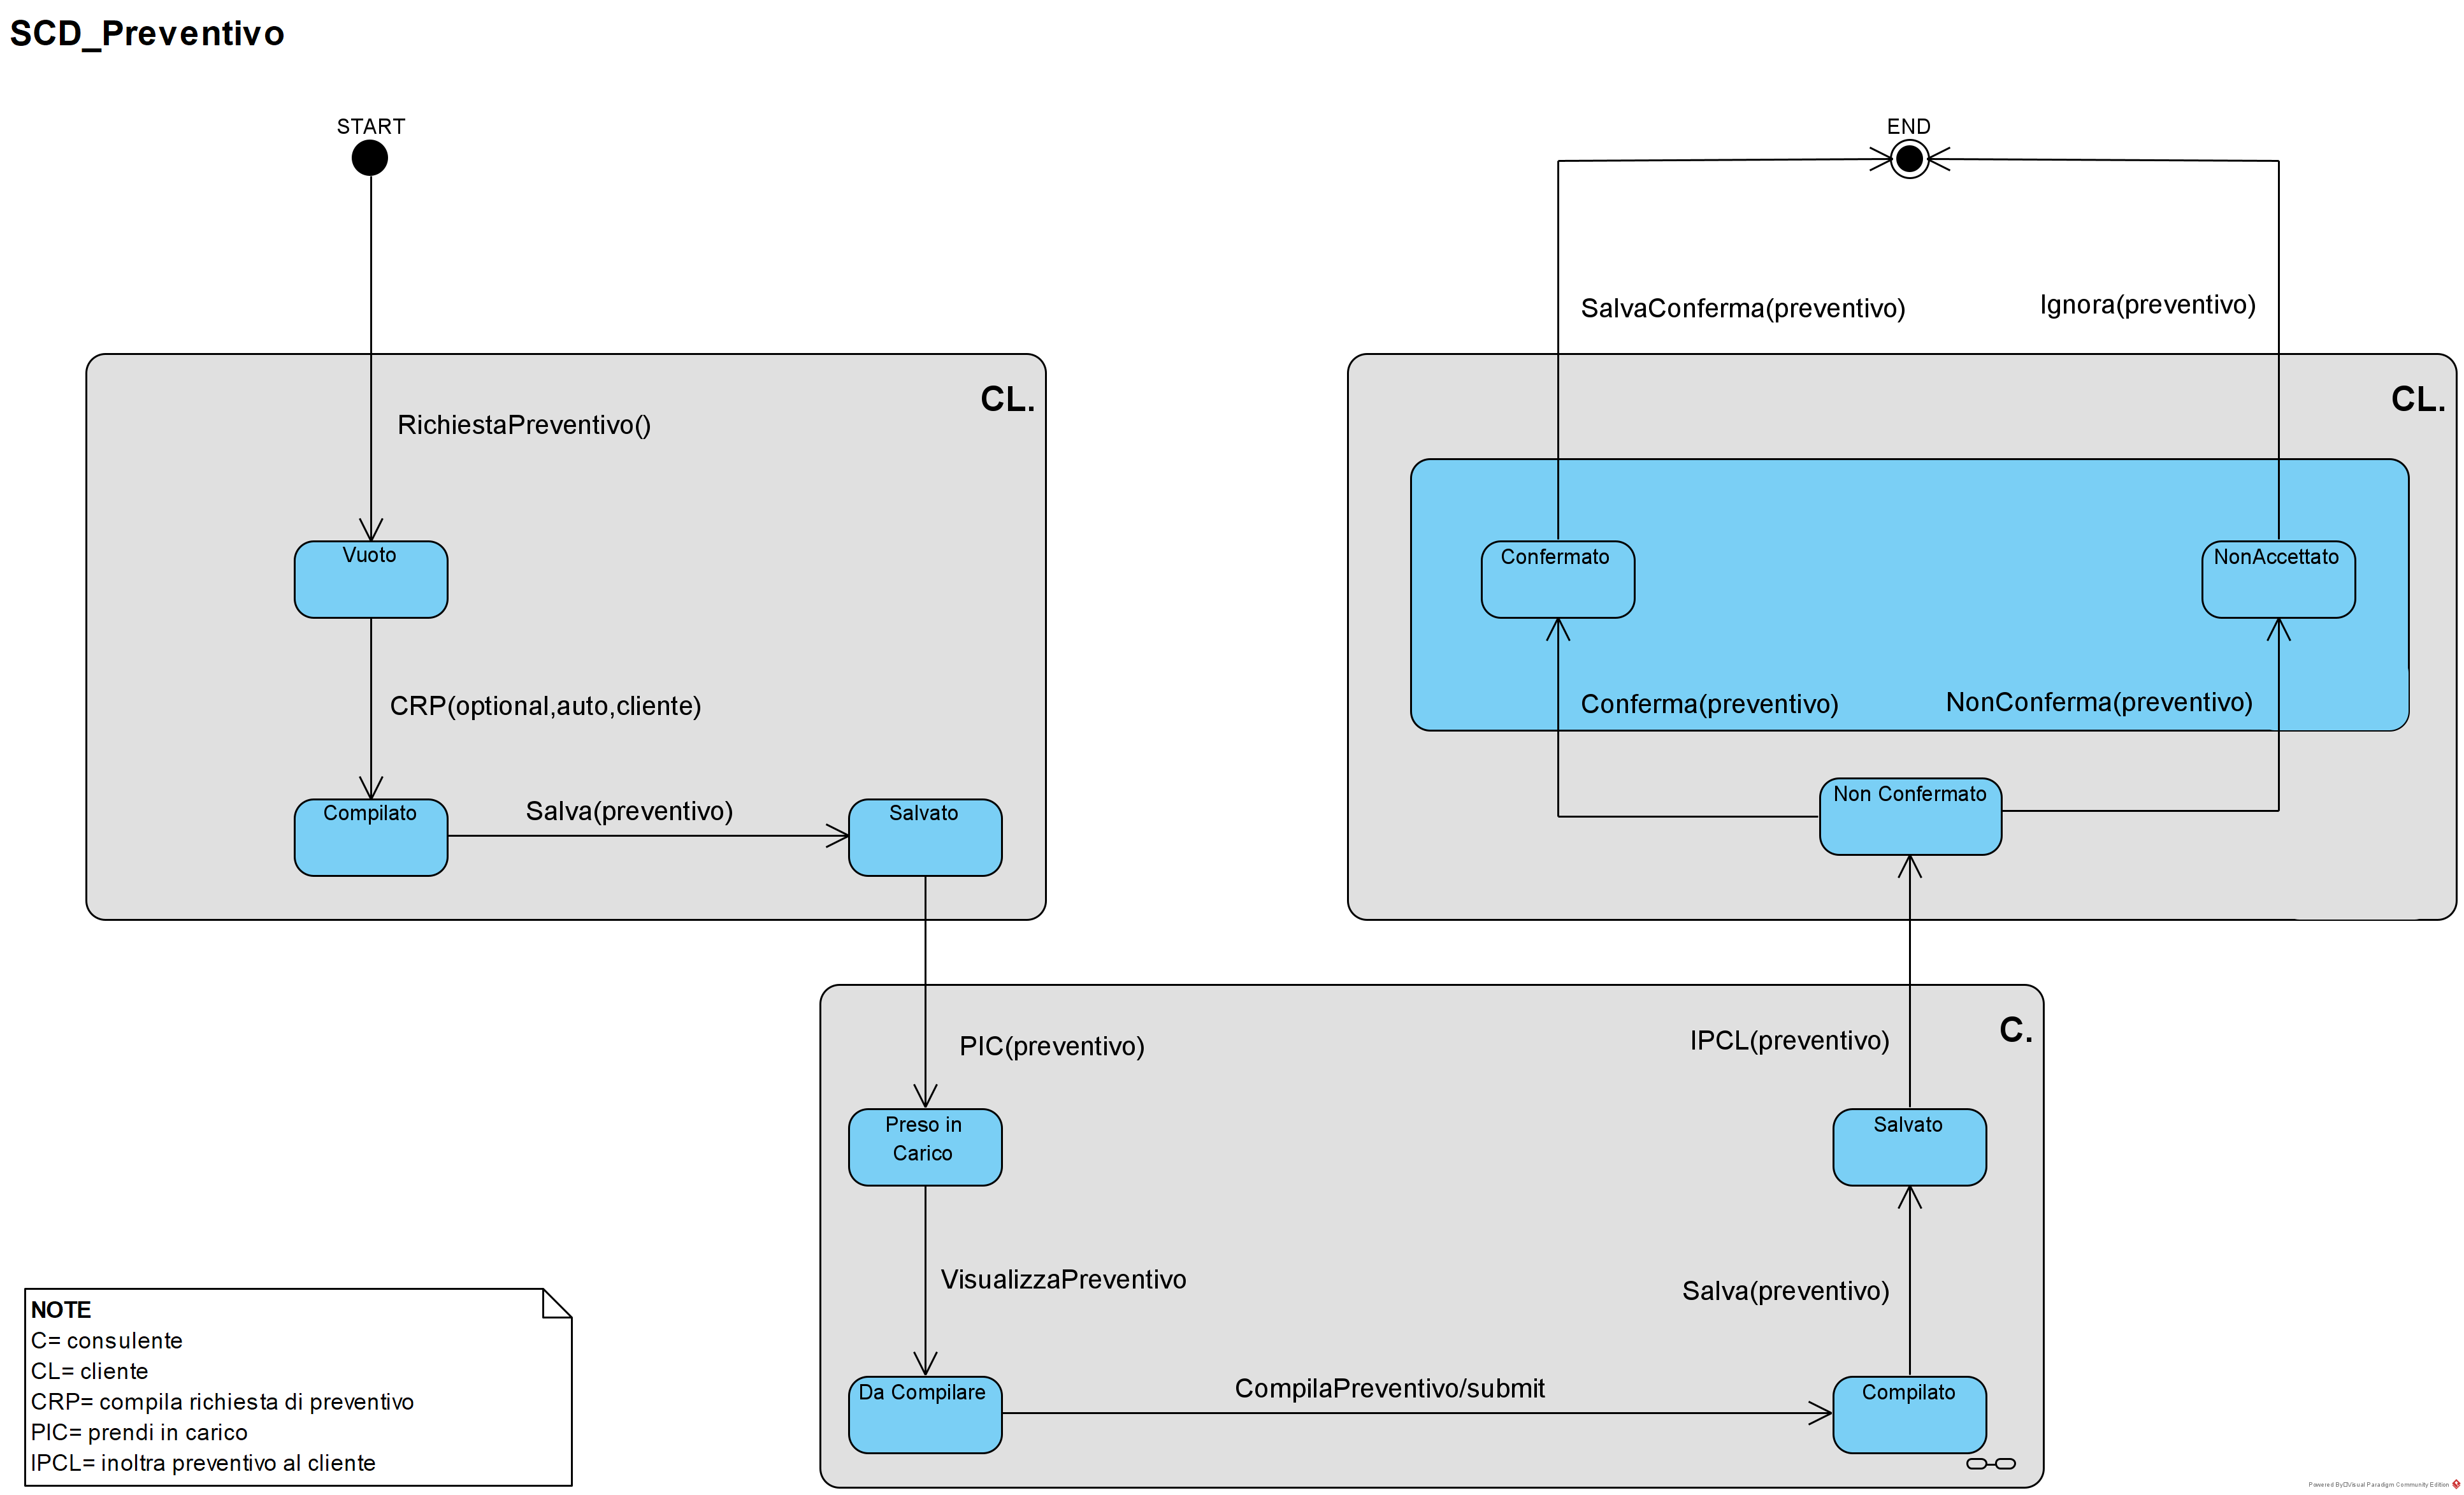 SCD_Preventivo
START
END
SalvaConferma(preventivo)
Ignora(preventivo)
CL.
RichiestaPreventivo()
Vuoto
CRP(optional,auto,cliente)
Compilato
Salva(preventivo)
Salvato
CL.
Confermato
NonAccettato
Conferma(preventivo)
NonConferma(preventivo)
Non Confermato
C.
PIC(preventivo)
IPCL(preventivo)
Preso in
Carico
Salvato
VisualizzaPreventivo
Salva(preventivo)
Da Compilare
CompilaPreventivo/submit
Compilato
NOTE
C= consulente
CL= cliente
CRP= compila richiesta di preventivo
PIC= prendi in carico
IPCL= inoltra preventivo al cliente
Powered By□Visual Paradigm Community Edition